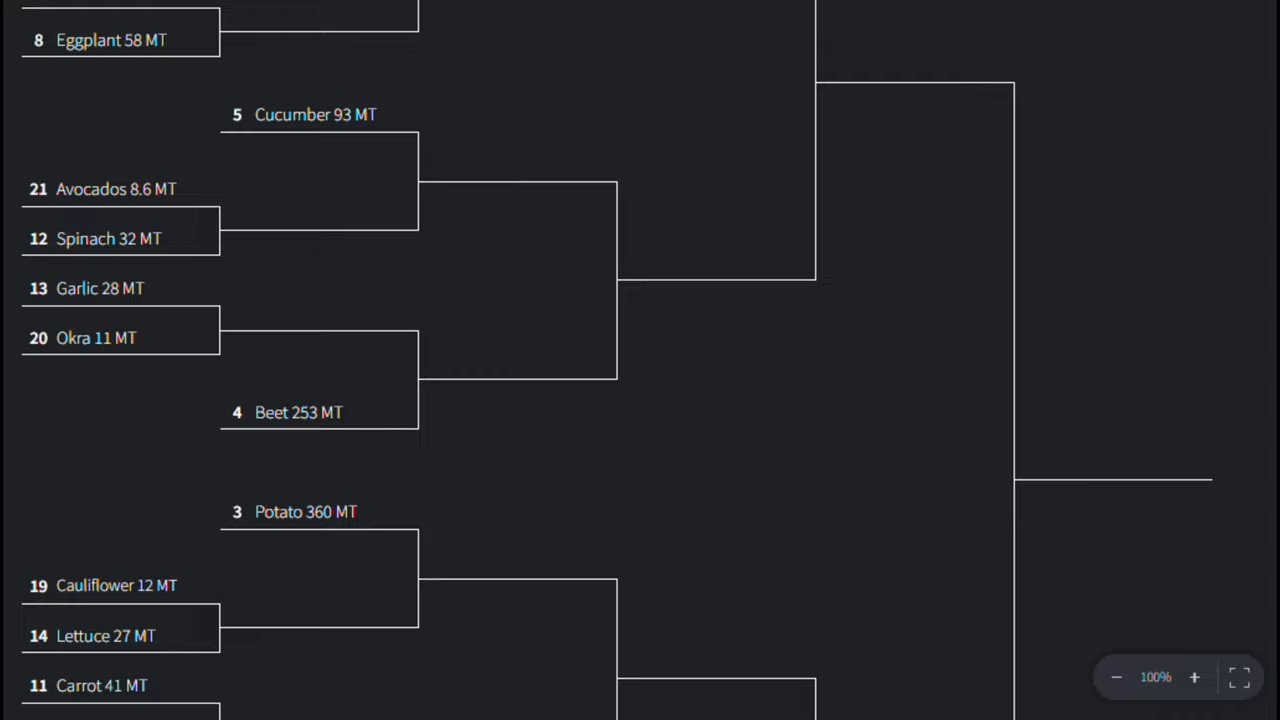 8 Eggplant 58 MT
5 Cucumber 93 MT
21 Avocados 8.6 MT
12 Spinach 32 MT
13 Garlic 28 MT
20 Okra 11 MT
4 Beet 253 MT
3 Potato 360 MT
19 Cauliflower 12 MT
14 Lettuce 27 MT
11 Carrot 41 MT
− 100% +